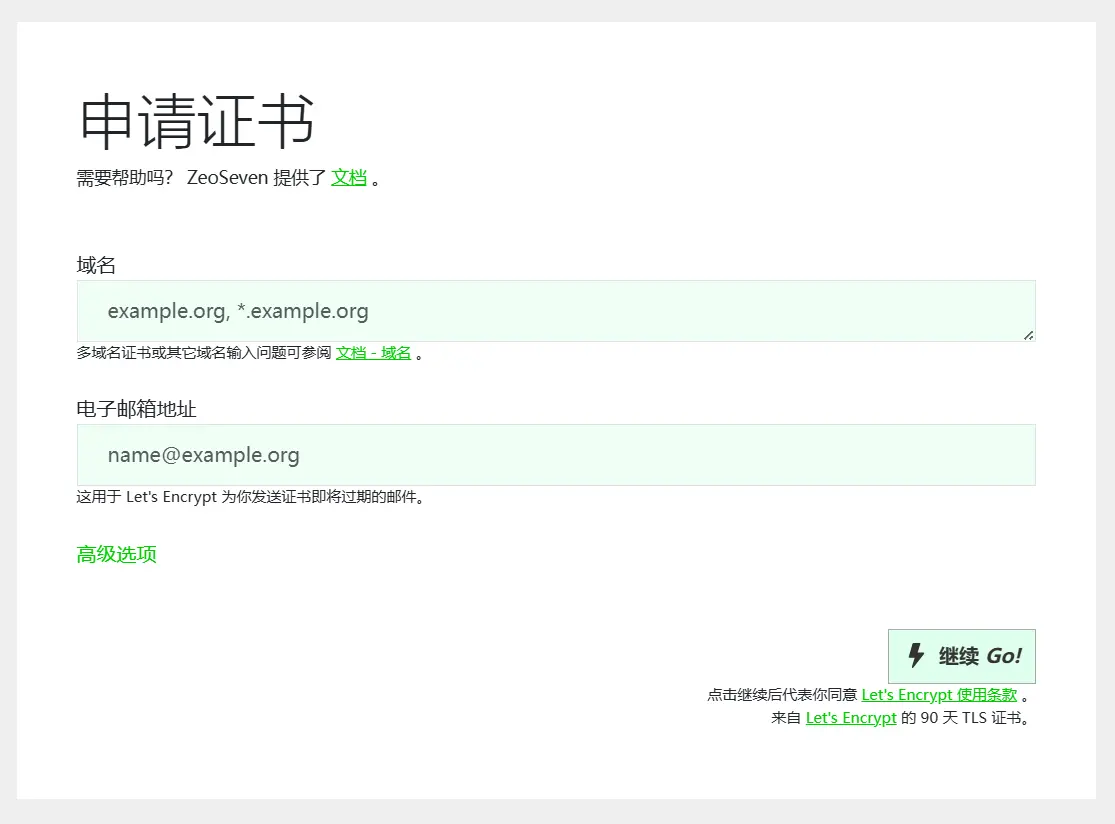 申请证书
需要帮助吗？ ZeoSeven 提供了 文档 。
域名
example.org, *.example.org
多域名证书或其它域名输入问题可参阅 文档 - 域名 。
电子邮箱地址
name@example.org
这用于 Let's Encrypt 为你发送证书即将过期的邮件。
高级选项
继续 Go!
点击继续后代表你同意 Let's Encrypt 使用条款 。
来自 Let's Encrypt 的 90 天 TLS 证书。